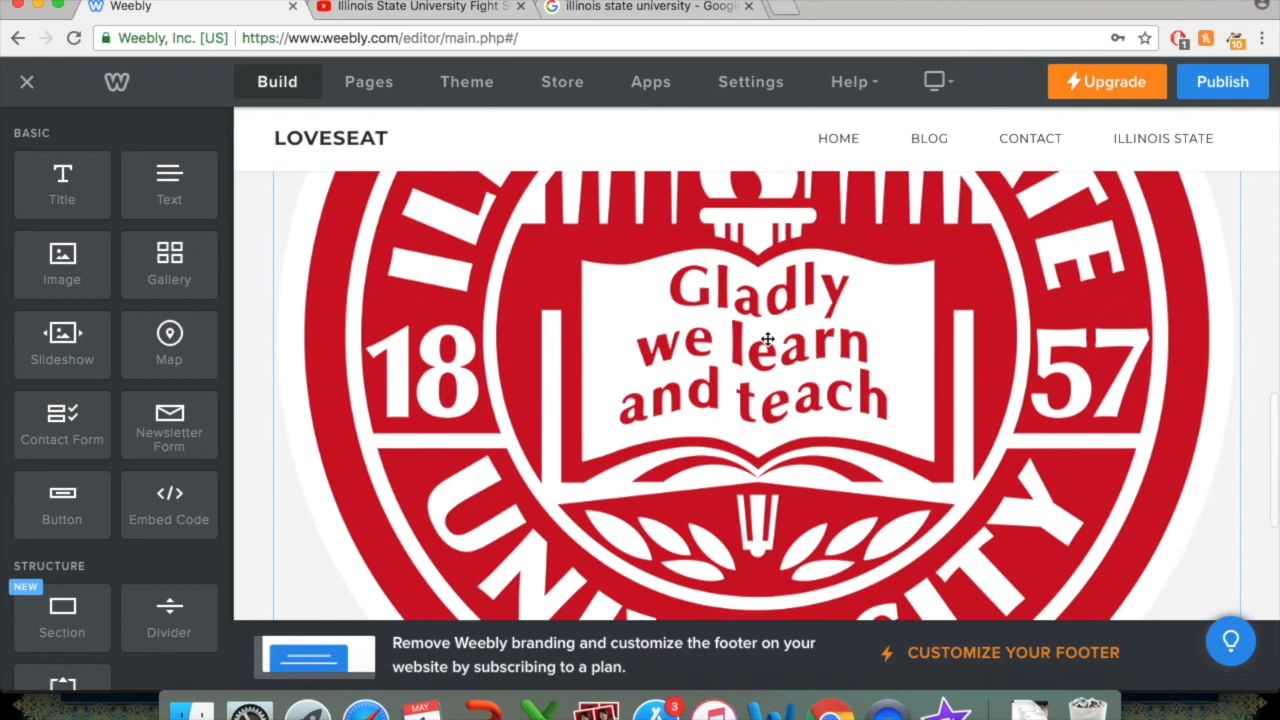 Weebly
Illinois State University Fight S
illinois state university - Googl
Weebly, Inc. [US] https://www.weebly.com/editor/main.php#/
1
10
Build Pages Theme Store Apps Settings Help Upgrade Publish
BASIC
Title Text
Image Gallery
Slideshow Map
Contact Form Newsletter Form
Button Embed Code
STRUCTURE
NEW
Section Divider
LOVESEAT HOME BLOG CONTACT ILLINOIS STATE
Gladly
we learn
and teach
18 57
Remove Weebly branding and customize the footer on your
website by subscribing to a plan.
CUSTOMIZE YOUR FOOTER
MAY
3